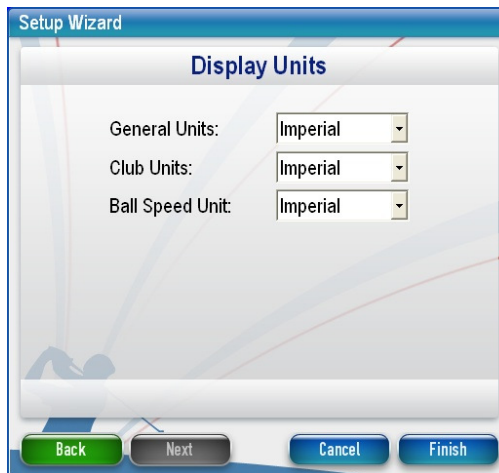 Setup Wizard
Display Units
General Units: Imperial
Club Units: Imperial
Ball Speed Unit: Imperial
Back Next Cancel Finish